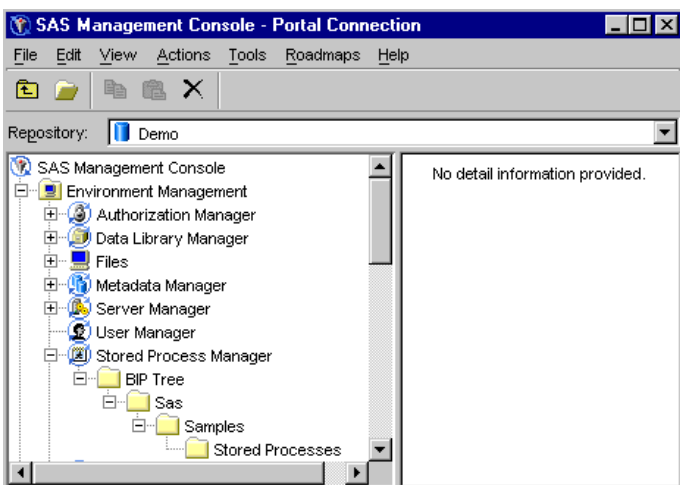 SAS Management Console - Portal Connection
File Edit View Actions Tools Roadmaps Help
Repository: Demo
SAS Management Console
No detail information provided.
Environment Management
Authorization Manager
Data Library Manager
Files
Metadata Manager
Server Manager
User Manager
Stored Process Manager
BIP Tree
Sas
Samples
Stored Processes